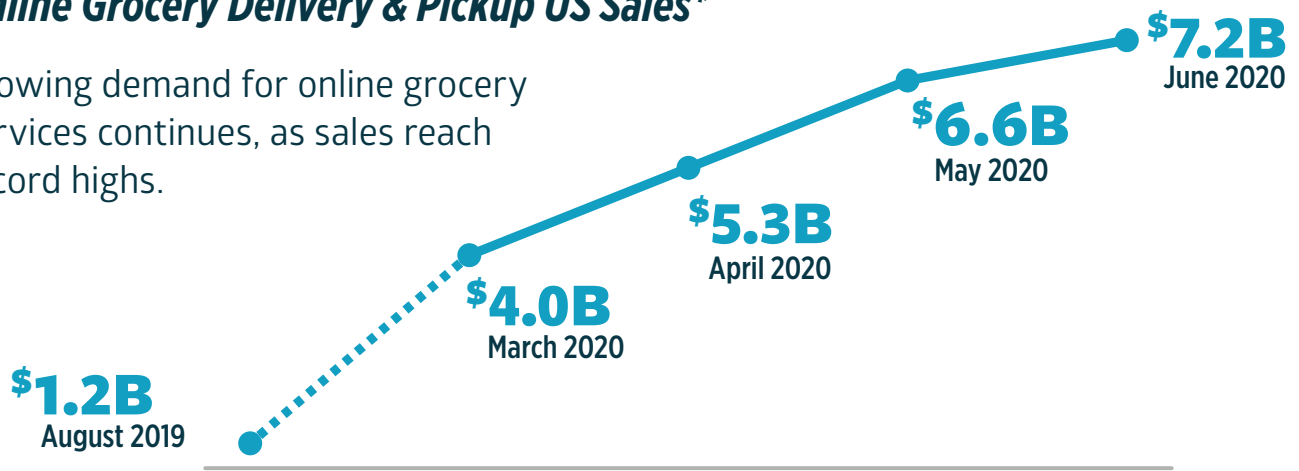 line Grocery Delivery & Pickup US Sales*
owing demand for online grocery
rvices continues, as sales reach
cord highs.
$7.2B
June 2020
$6.6B
May 2020
$5.3B
April 2020
$4.0B
March 2020
$1.2B
August 2019